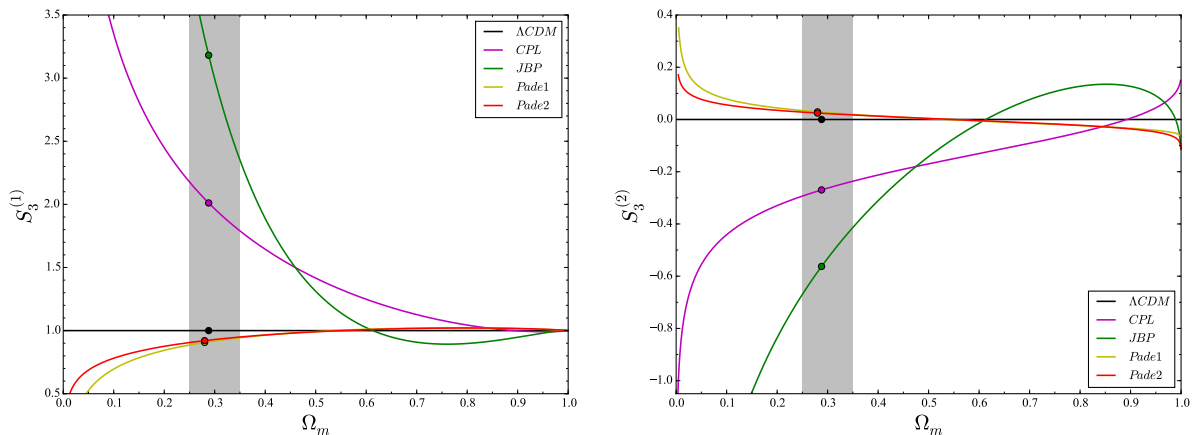 3.5
3.0
2.5
2.0
1.5
1.0
0.5
S_3^{(1)}
0.0 0.1 0.2 0.3 0.4 0.5 0.6 0.7 0.8 0.9 1.0
Ω_m
ΛCDM
CPL
JBP
Pade1
Pade2
0.4
0.2
0.0
−0.2
−0.4
−0.6
−0.8
−1.0
S_3^{(2)}
0.0 0.1 0.2 0.3 0.4 0.5 0.6 0.7 0.8 0.9 1.0
Ω_m
ΛCDM
CPL
JBP
Pade1
Pade2